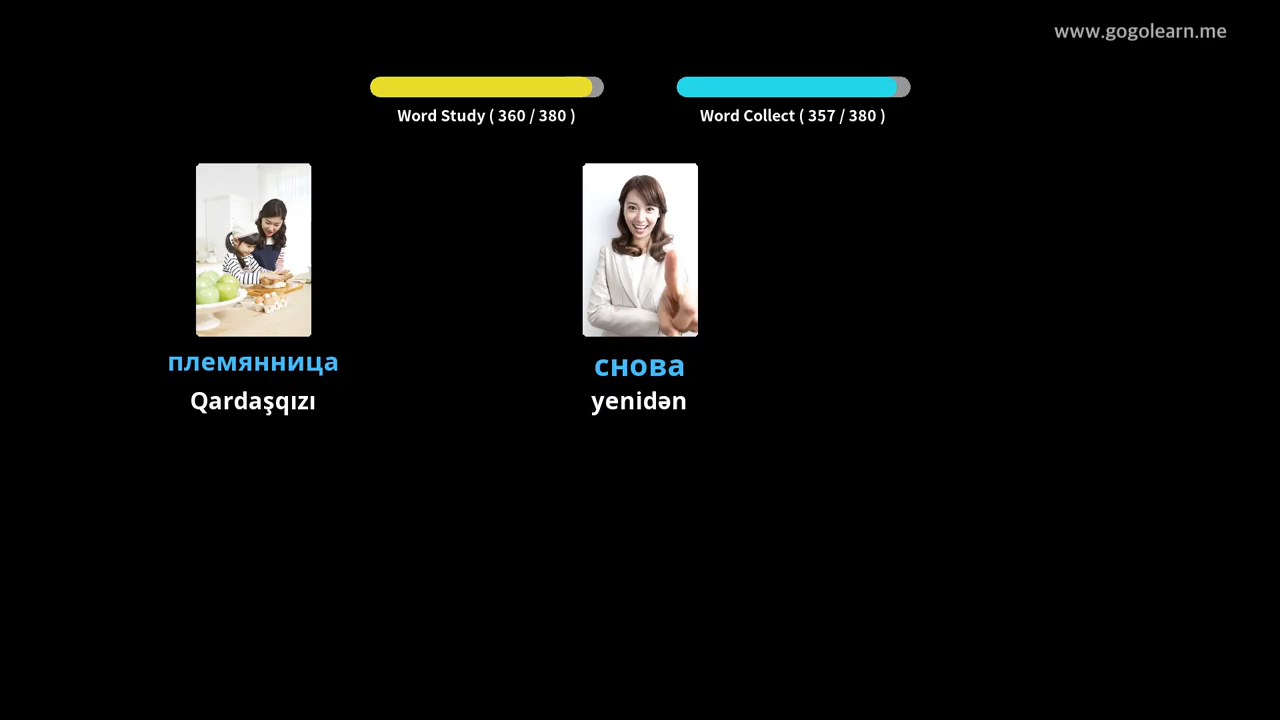 www.gogolearn.me
Word Study ( 360 / 380 )
Word Collect ( 357 / 380 )
племянница
Qardaşqızı
снова
yenidən